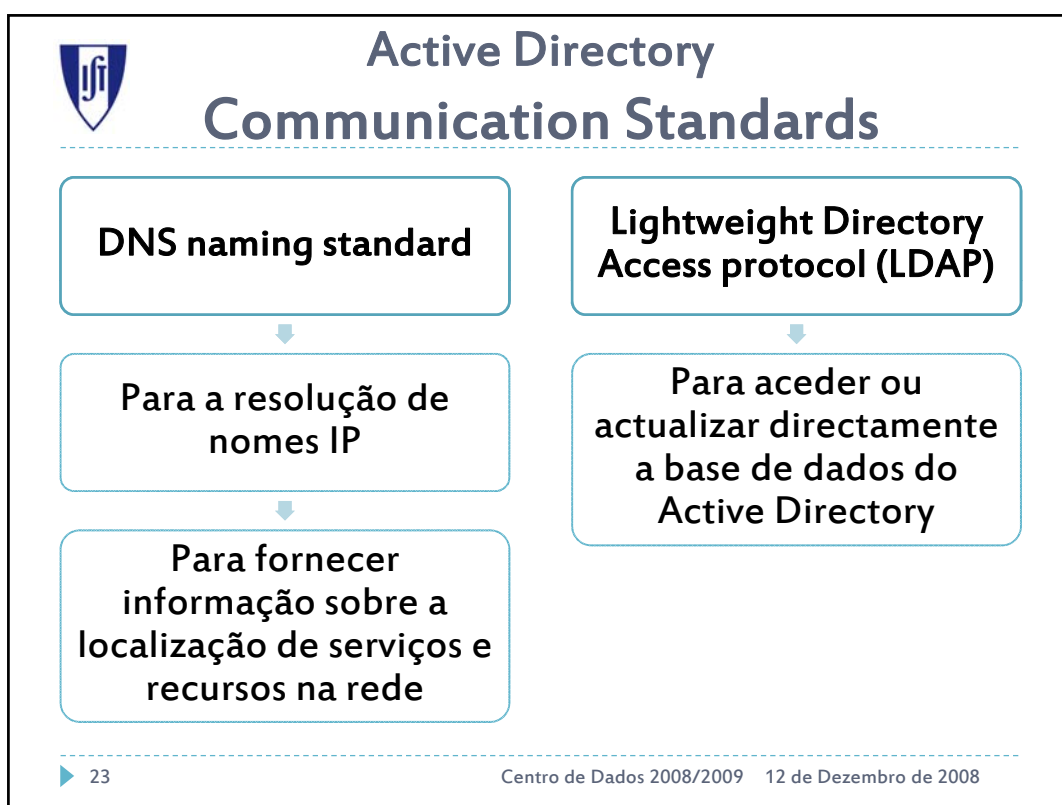 IST
Active Directory
Communication Standards
DNS naming standard
Para a resolução de
nomes IP
Para fornecer
informação sobre a
localização de serviços e
recursos na rede
Lightweight Directory
Access protocol (LDAP)
Para aceder ou
actualizar directamente
a base de dados do
Active Directory
23
Centro de Dados 2008/2009 12 de Dezembro de 2008